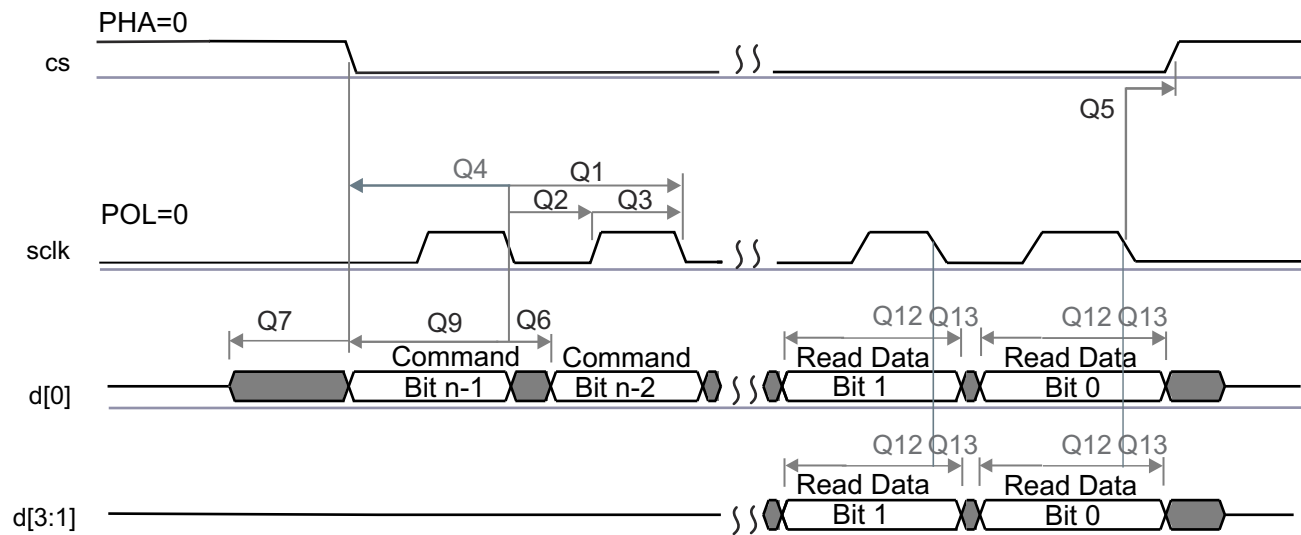 PHA=0
cs
Q5
Q4 Q1
Q2 Q3
POL=0
sclk
Q7 Q9 Q6 Q12 Q13 Q12 Q13
Command Command Read Data Read Data
d[0] Bit n-1 Bit n-2 Bit 1 Bit 0
Q12 Q13 Q12 Q13
Read Data Read Data
d[3:1] Bit 1 Bit 0